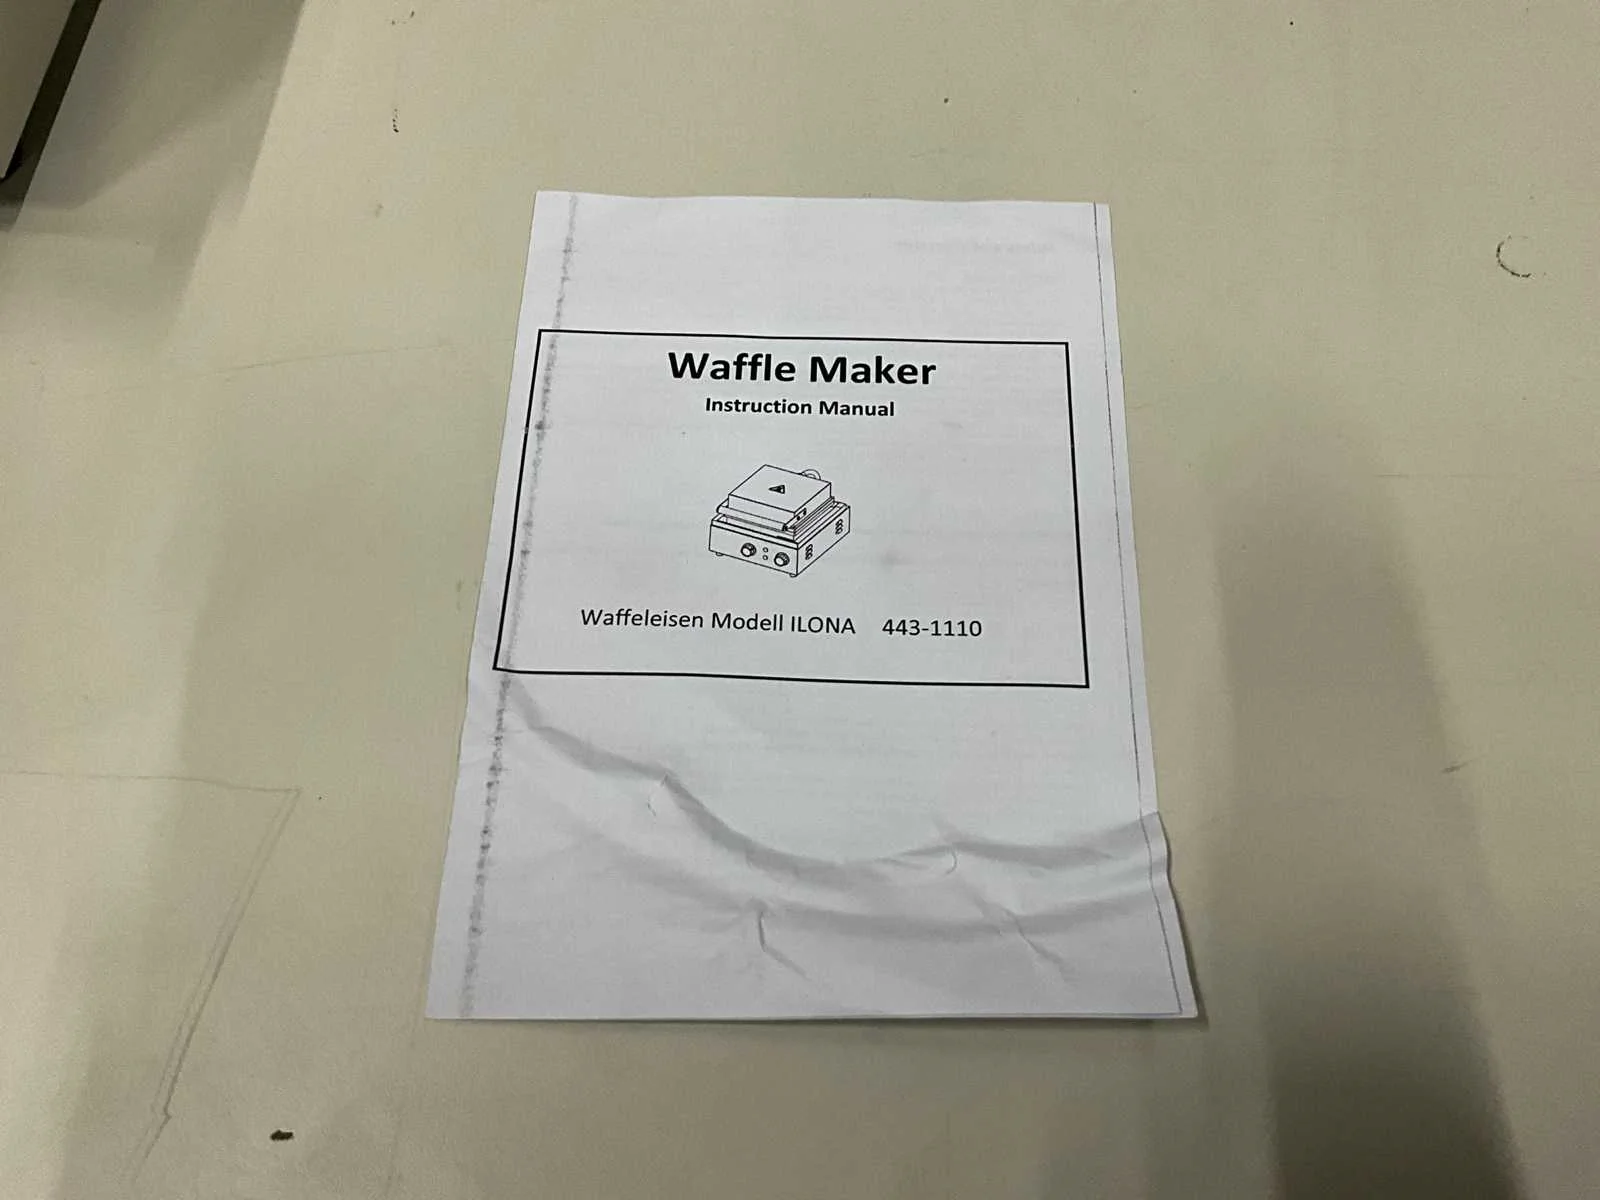 Waffle Maker
Instruction Manual
Waffeleisen Modell ILONA 443-1110